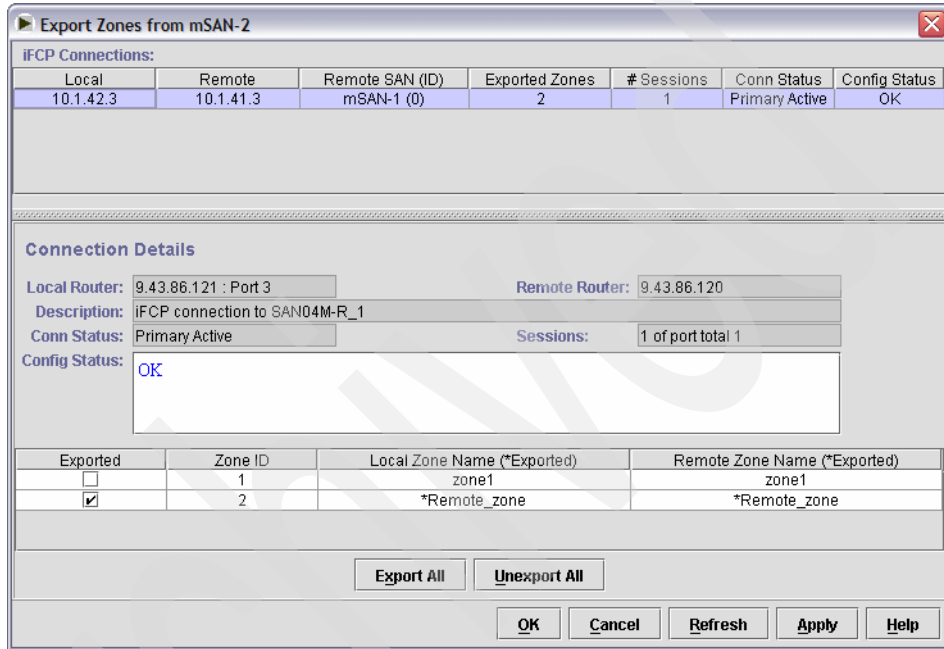 Export Zones from mSAN-2
iFCP Connections:
Local Remote Remote SAN (ID) Exported Zones # Sessions Conn Status Config Status
10.1.42.3 10.1.41.3 mSAN-1 (0) 2 1 Primary Active OK
Connection Details
Local Router: 9.43.86.121 : Port 3 Remote Router: 9.43.86.120
Description: iFCP connection to SAN04M-R_1
Conn Status: Primary Active Sessions: 1 of port total 1
Config Status: OK
Exported Zone ID Local Zone Name (*Exported) Remote Zone Name (*Exported)
1 zone1 zone1
2 *Remote_zone *Remote_zone
Export All Unexport All
OK Cancel Refresh Apply Help